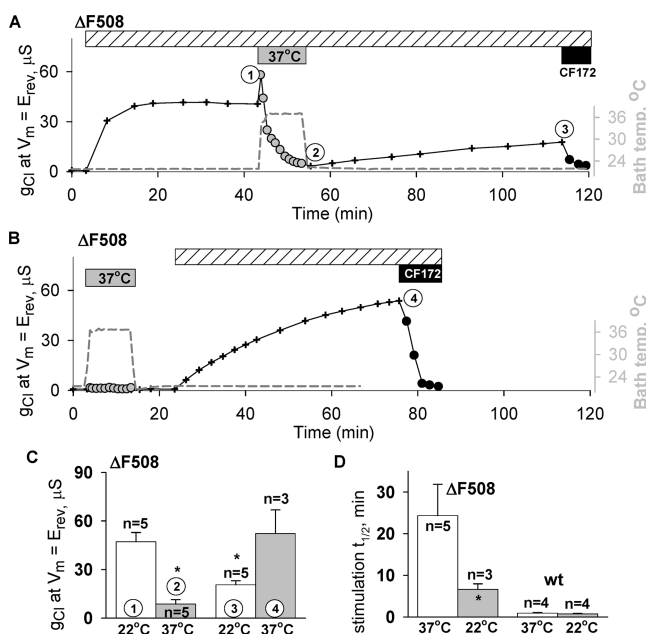 A
ΔF508
37°C
CF172
1
2
3
60
30
0
gCl at Vm = Erev, µS
36
30
22
Bath temp. °C
0 20 40 60 80 100 120
Time (min)
B
ΔF508
37°C
CF172
4
60
30
0
gCl at Vm = Erev, µS
36
28
22
Bath temp. °C
0 20 40 60 80 100 120
Time (min)
C
90
60
30
0
gCl at Vm = Erev, µS
n=5
*
2
n=5
*
n=5
n=3
1
3
4
22°C 37°C 22°C 37°C
D
ΔF508
30
20
10
0
stimulation t1/2, min
n=5
n=3
*
wt
n=4 n=4
37°C 22°C 37°C 22°C